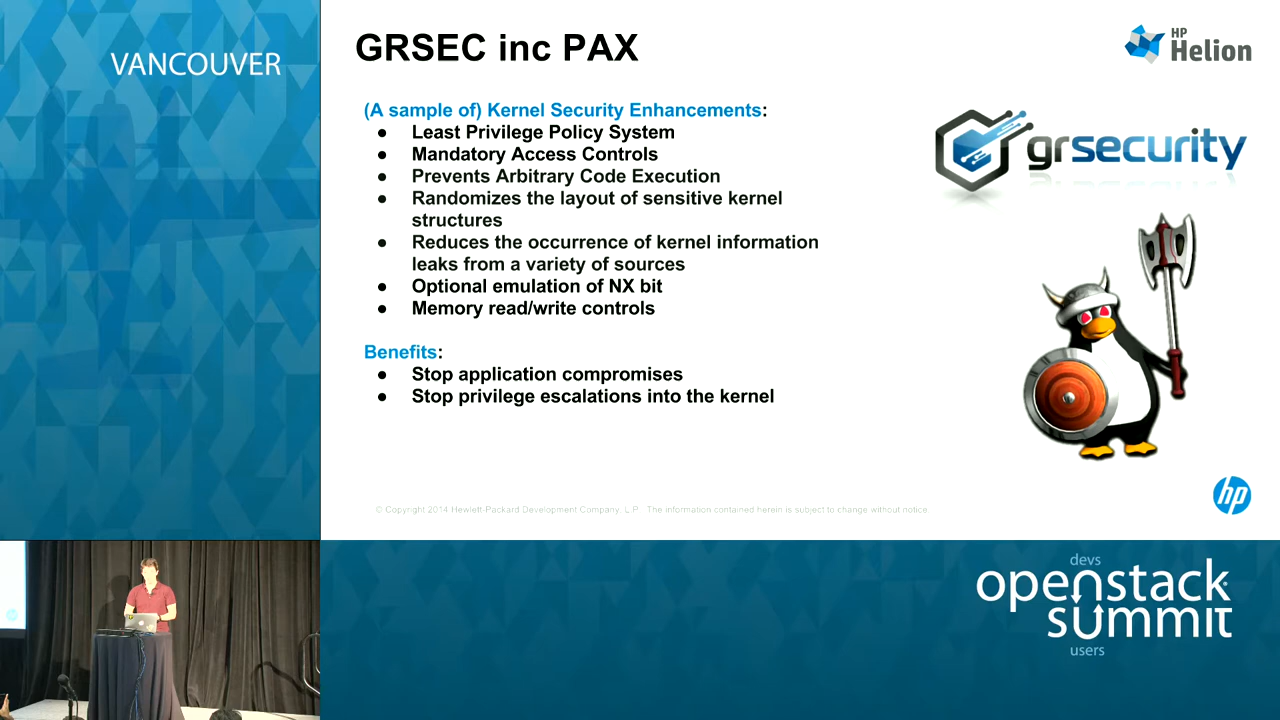 VANCOUVER
GRSEC inc PAX
HP
Helion
(A sample of) Kernel Security Enhancements:
● Least Privilege Policy System
● Mandatory Access Controls
● Prevents Arbitrary Code Execution
● Randomizes the layout of sensitive kernel
structures
● Reduces the occurrence of kernel information
leaks from a variety of sources
● Optional emulation of NX bit
● Memory read/write controls
Benefits:
● Stop application compromises
● Stop privilege escalations into the kernel
grsecurity
hp
© Copyright 2014 Hewlett-Packard Development Company, L.P. The information contained herein is subject to change without notice.
devs
openstack
summit
users